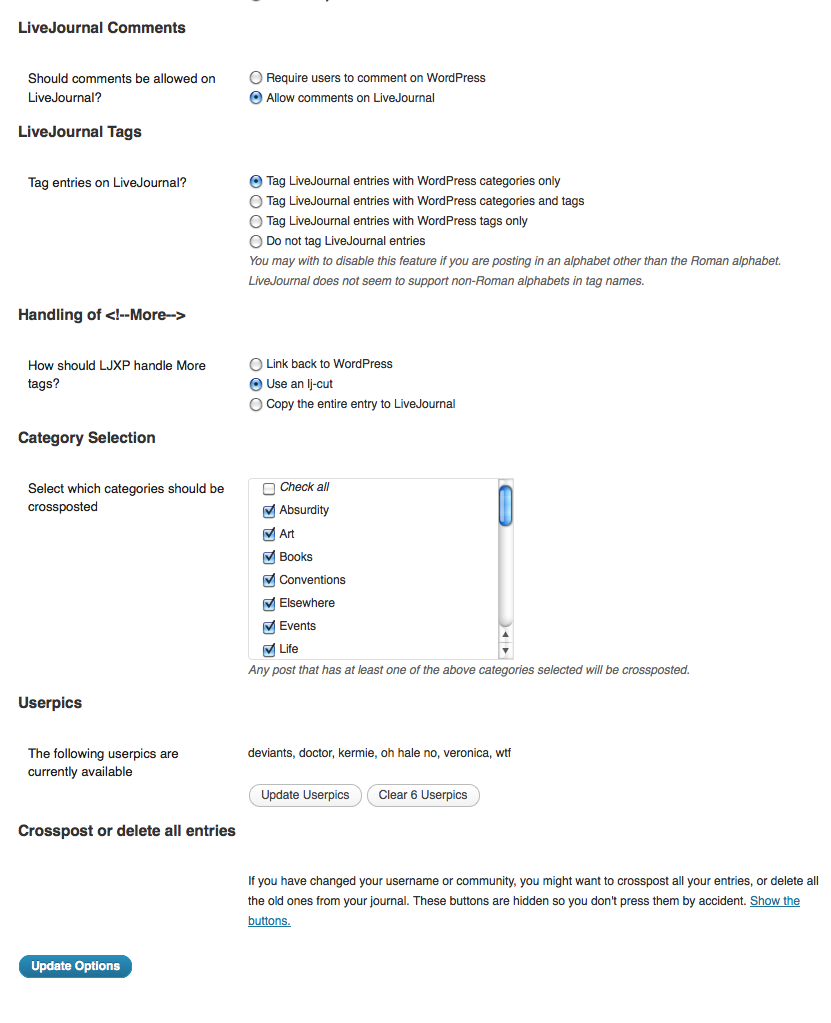 LiveJournal Comments
Should comments be allowed on
LiveJournal?
Require users to comment on WordPress
Allow comments on LiveJournal
LiveJournal Tags
Tag entries on LiveJournal?
Tag LiveJournal entries with WordPress categories only
Tag LiveJournal entries with WordPress categories and tags
Tag LiveJournal entries with WordPress tags only
Do not tag LiveJournal entries
You may with to disable this feature if you are posting in an alphabet other than the Roman alphabet.
LiveJournal does not seem to support non-Roman alphabets in tag names.
Handling of <!--More-->
How should LJXP handle More
tags?
Link back to WordPress
Use an lj-cut
Copy the entire entry to LiveJournal
Category Selection
Select which categories should be
crossposted
Check all
Absurdity
Art
Books
Conventions
Elsewhere
Events
Life
Any post that has at least one of the above categories selected will be crossposted.
Userpics
The following userpics are
currently available
deviants, doctor, kermie, oh hale no, veronica, wtf
Update Userpics
Clear 6 Userpics
Crosspost or delete all entries
If you have changed your username or community, you might want to crosspost all your entries, or delete all
the old ones from your journal. These buttons are hidden so you don't press them by accident. Show the
buttons.
Update Options